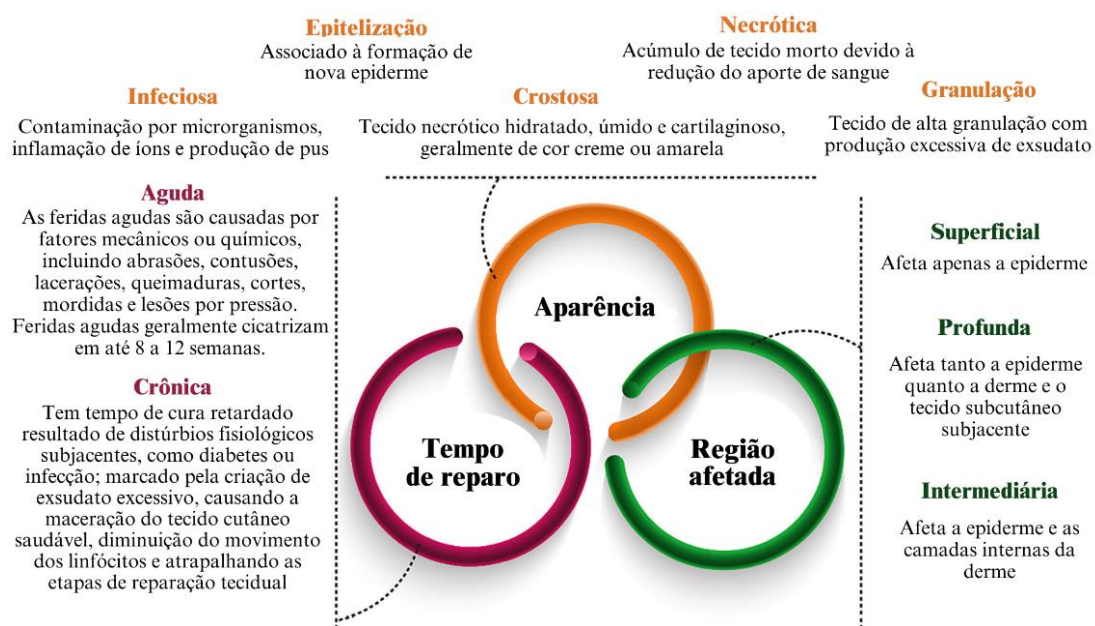 Epitelização
Associado à formação de
nova epiderme
Necrótica
Acúmulo de tecido morto devido à
redução do aporte de sangue
Infeciosa
Contaminação por microrganismos,
inflamação de íons e produção de pus
Crostosa
Tecido necrótico hidratado, úmido e cartilaginoso,
geralmente de cor creme ou amarela
Granulação
Tecido de alta granulação com
produção excessiva de exsudato
Aguda
As feridas agudas são causadas por
fatores mecânicos ou químicos,
incluindo abrasões, contusões,
lacerações, queimaduras, cortes,
mordidas e lesões por pressão.
Feridas agudas geralmente cicatrizam
em até 8 a 12 semanas.
Crônica
Tem tempo de cura retardado
resultado de distúrbios fisiológicos
subjacentes, como diabetes ou
infecção; marcado pela criação de
exsudato excessivo, causando a
maceração do tecido cutâneo
saudável, diminuição do movimento
dos linfócitos e atrapalhando as
etapas de reparação tecidual
Aparência
Tempo
de reparo
Região
afetada
Superficial
Afeta apenas a epiderme
Profunda
Afeta tanto a epiderme
quanto a derme e o
tecido subcutâneo
subjacente
Intermediária
Afeta a epiderme e as
camadas internas da
derme